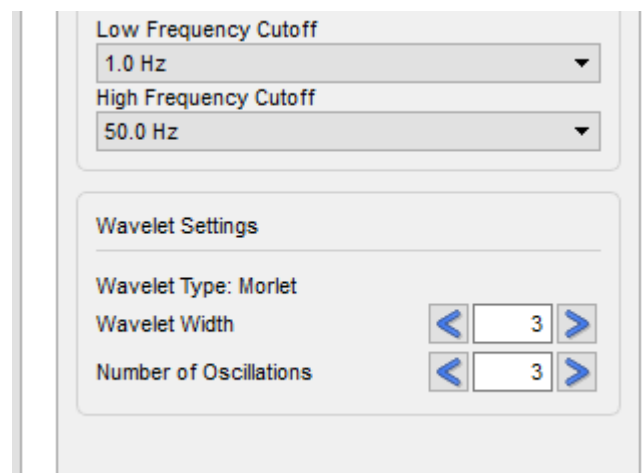 Low Frequency Cutoff
1.0 Hz
High Frequency Cutoff
50.0 Hz
Wavelet Settings
Wavelet Type: Morlet
Wavelet Width 3
Number of Oscillations 3